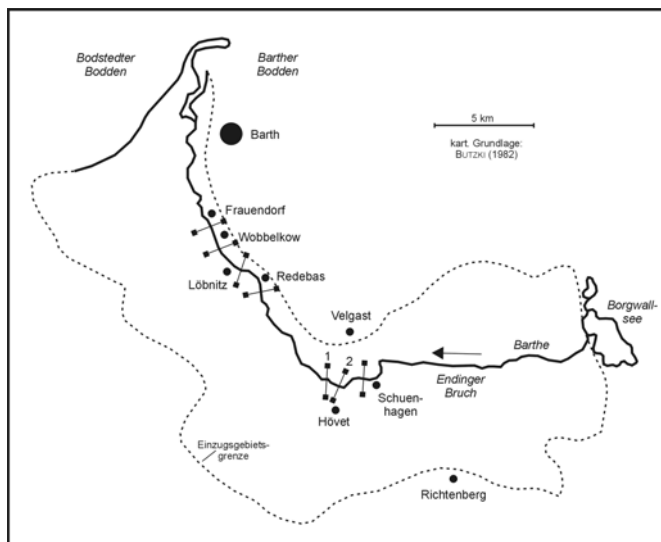 Bodstedter
Bodden
Barther
Bodden
Barth
5 km
kart. Grundlage:
BUTZKI (1982)
Frauendorf
Wobbelkow
Löbnitz
Redebas
Velgast
Borgwall-
see
Barthe
1
2
Endinger
Bruch
Schuen-
hagen
Hövet
Einzugsgebiets-
grenze
Richtenberg